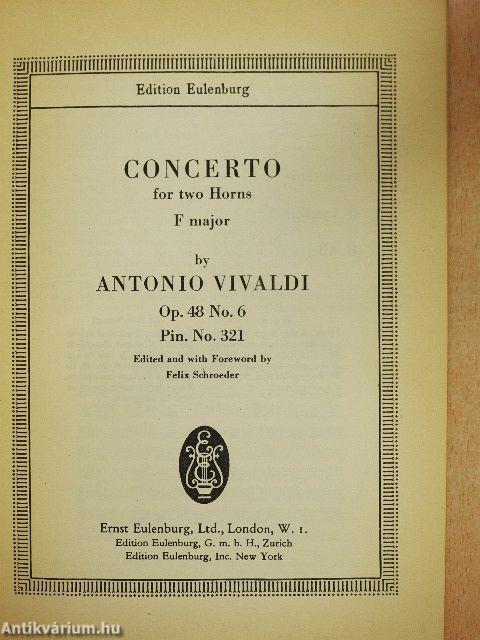 Edition Eulenburg
CONCERTO
for two Horns
F major
by
ANTONIO VIVALDI
Op. 48 No. 6
Pin. No. 321
Edited and with Foreword by
Felix Schroeder
Ernst Eulenburg, Ltd., London, W. 1.
Edition Eulenburg, G. m. b. H., Zurich
Edition Eulenburg, Inc. New York
Antikvárium.hu